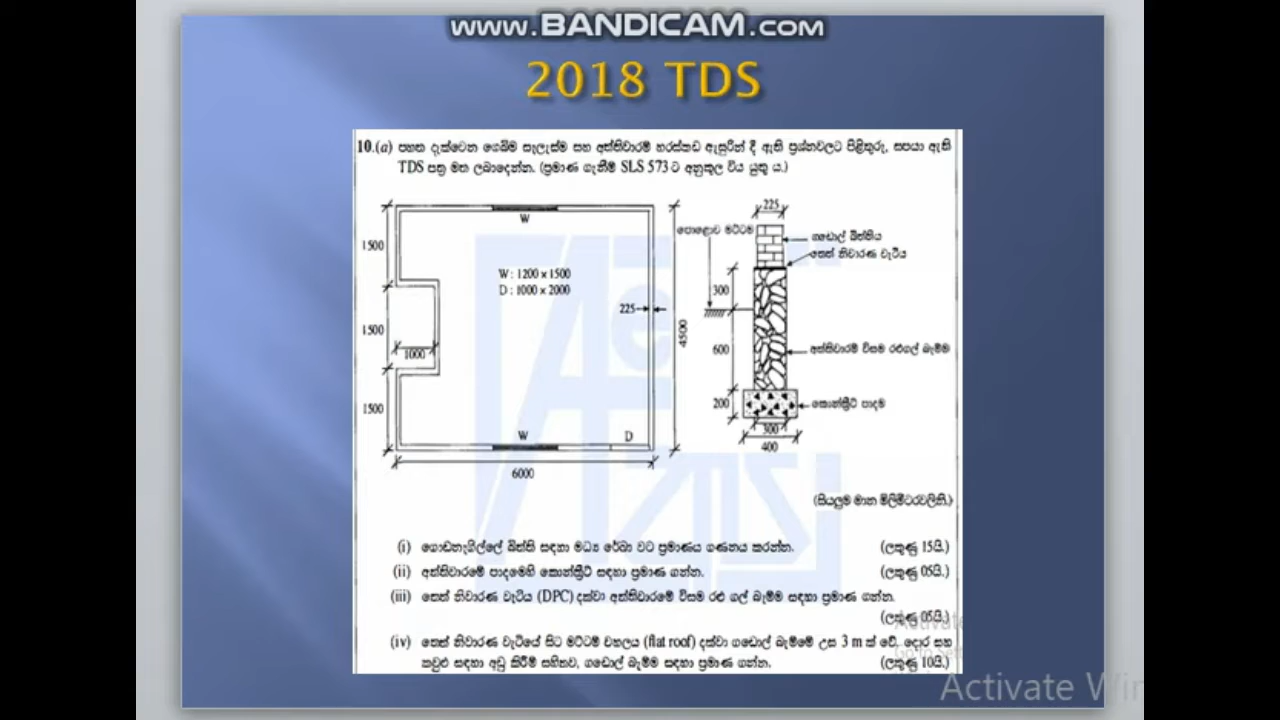 www.BANDICAM.com
2018 TDS
10.(a) පහත දැක්වෙන ගෙබිම සැලැස්ම සහ අත්තිවාරම් හරස්කඩ ඇසුරින් දී ඇති ප්‍රශ්නවලට පිළිතුරු, සපයා ඇති
TDS පත්‍ර මත ලබාදෙන්න. (ප්‍රමාණ ගැනීම් SLS 573 ට අනුකූල විය යුතු ය.)
W
1500
1500
1000
1500
W : 1200 x 1500
D : 1000 x 2000
225
4500
W
D
6000
225
පොළොව මට්ටම
ගඩොල් බිත්තිය
තෙත් නිවාරණ වැටිය
300
600
අත්තිවාරම් විසම රළුගල් බැම්ම
200
කොන්ක්‍රීට් පාදම
300
400
(සියලුම මාන මිලිමීටරවලිනි.)
(i) ගොඩනැගිල්ලේ බිත්ති සඳහා මධ්‍ය රේඛා වට ප්‍රමාණය ගණනය කරන්න. (ලකුණු 15යි.)
(ii) අත්තිවාරමේ පාදමෙහි කොන්ක්‍රීට් සඳහා ප්‍රමාණ ගන්න. (ලකුණු 05යි.)
(iii) තෙත් නිවාරණ වැටිය (DPC) දක්වා අත්තිවාරමේ විසම රළු ගල් බැම්ම සඳහා ප්‍රමාණ ගන්න.
(ලකුණු 05යි.)
(iv) තෙත් නිවාරණ වැටියේ සිට මට්ටම් වහලය (flat roof) දක්වා ගඩොල් බැම්මේ උස 3 m ක් වේ. දොර සහ
කවුළු සඳහා අඩු කිරීම් සහිතව, ගඩොල් බැම්ම සඳහා ප්‍රමාණ ගන්න. (ලකුණු 10යි.)
Activate Win